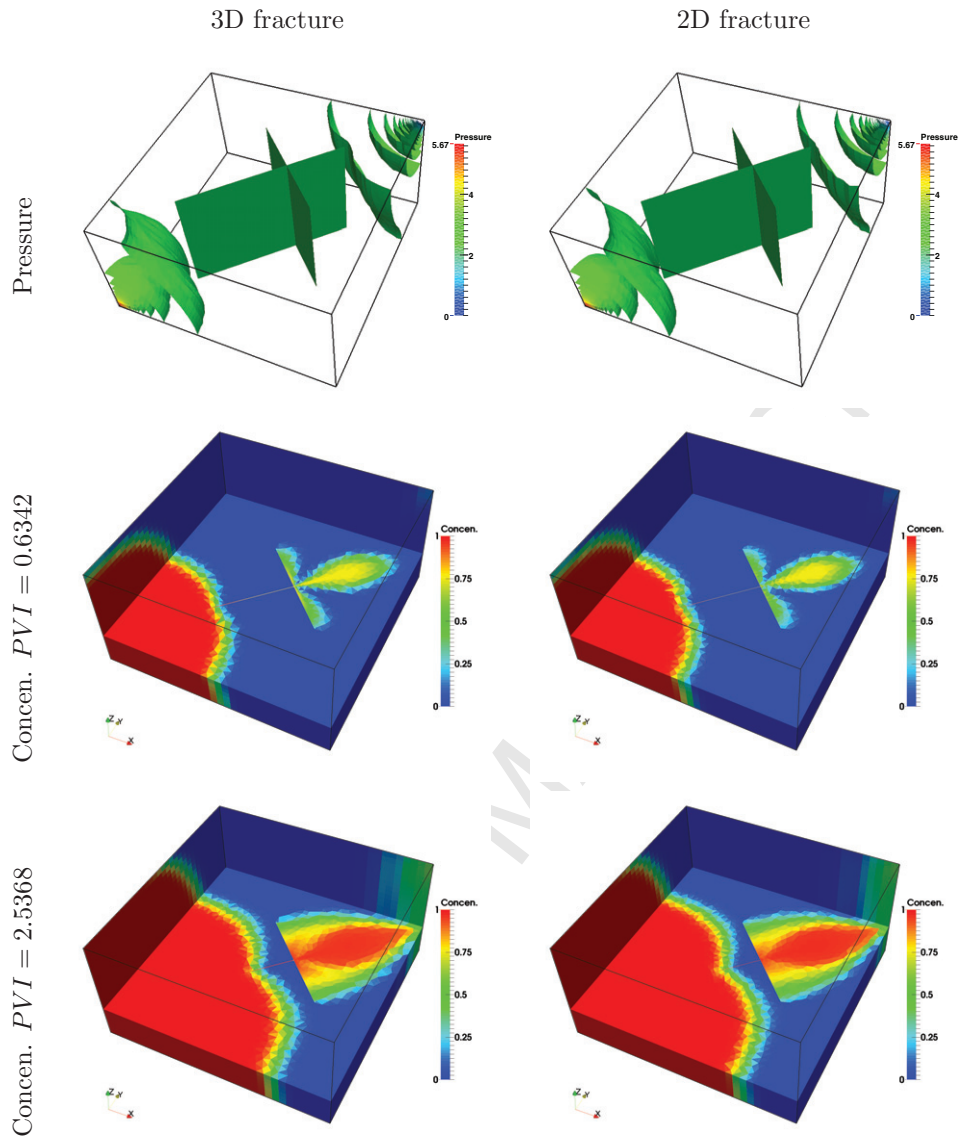 3D fracture
2D fracture
Pressure
Pressure
5.67
4
2
0
Pressure
5.67
4
2
0
Concen. PVI = 0.6342
Concen.
1
0.75
0.5
0.25
0
Z Y
X
Concen.
1
0.75
0.5
0.25
0
Z Y
X
Concen. PVI = 2.5368
Concen.
1
0.75
0.5
0.25
0
Z Y
X
Concen.
1
0.75
0.5
0.25
0
Z Y
X